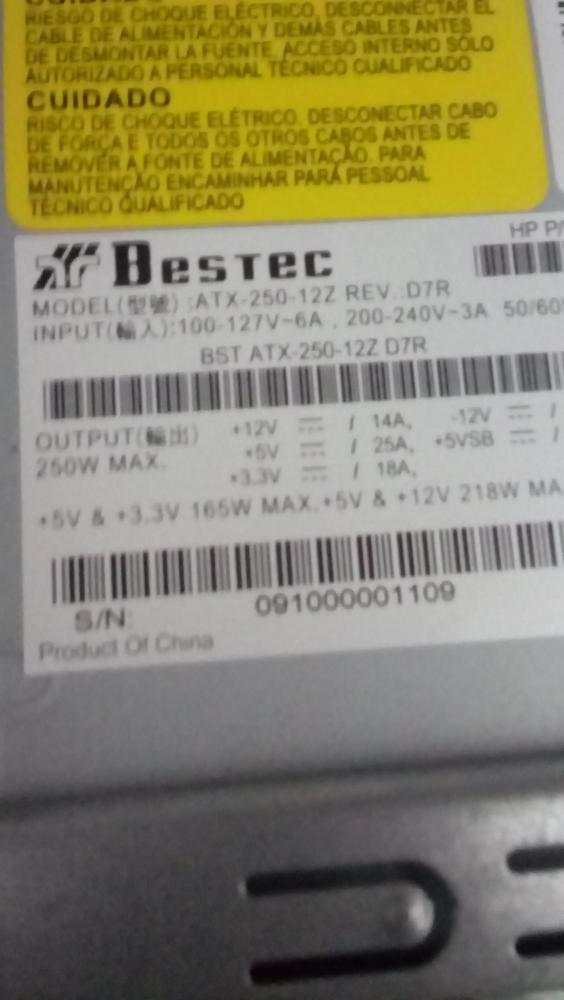 RIESGO DE CHOQUE ELÉCTRICO. DESCONNECTAR EL
CABLE DE ALIMENTACIÓN Y DEMAS CABLES ANTES
DE DESMONTAR LA FUENTE. ACCESO INTERNO SÓLO
AUTORIZADO A PERSONAL TÉCNICO CUALIFICADO
CUIDADO
RISCO DE CHOQUE ELÉTRICO. DESCONECTAR CABO
DE FORÇA E TODOS OS OTROS CABOS ANTES DE
REMOVER A FONTE DE ALIMENTAÇÃO. PARA
MANUTENÇÃO ENCAMINHAR PARA PESSOAL
TÉCNICO QUALIFICADO
HP P/
BESTEC
MODEL(型號) :ATX-250-12Z REV.:D7R
INPUT(輸入):100-127V~6A , 200-240V~3A 50/60
BST ATX-250-12Z D7R
OUTPUT(輸出) +12V / 14A, -12V /
250W MAX. +5V / 25A, +5VSB /
+3.3V / 18A,
+5V & +3.3V 165W MAX.+5V & +12V 218W MA
S/N: 091000001109
Product Of China